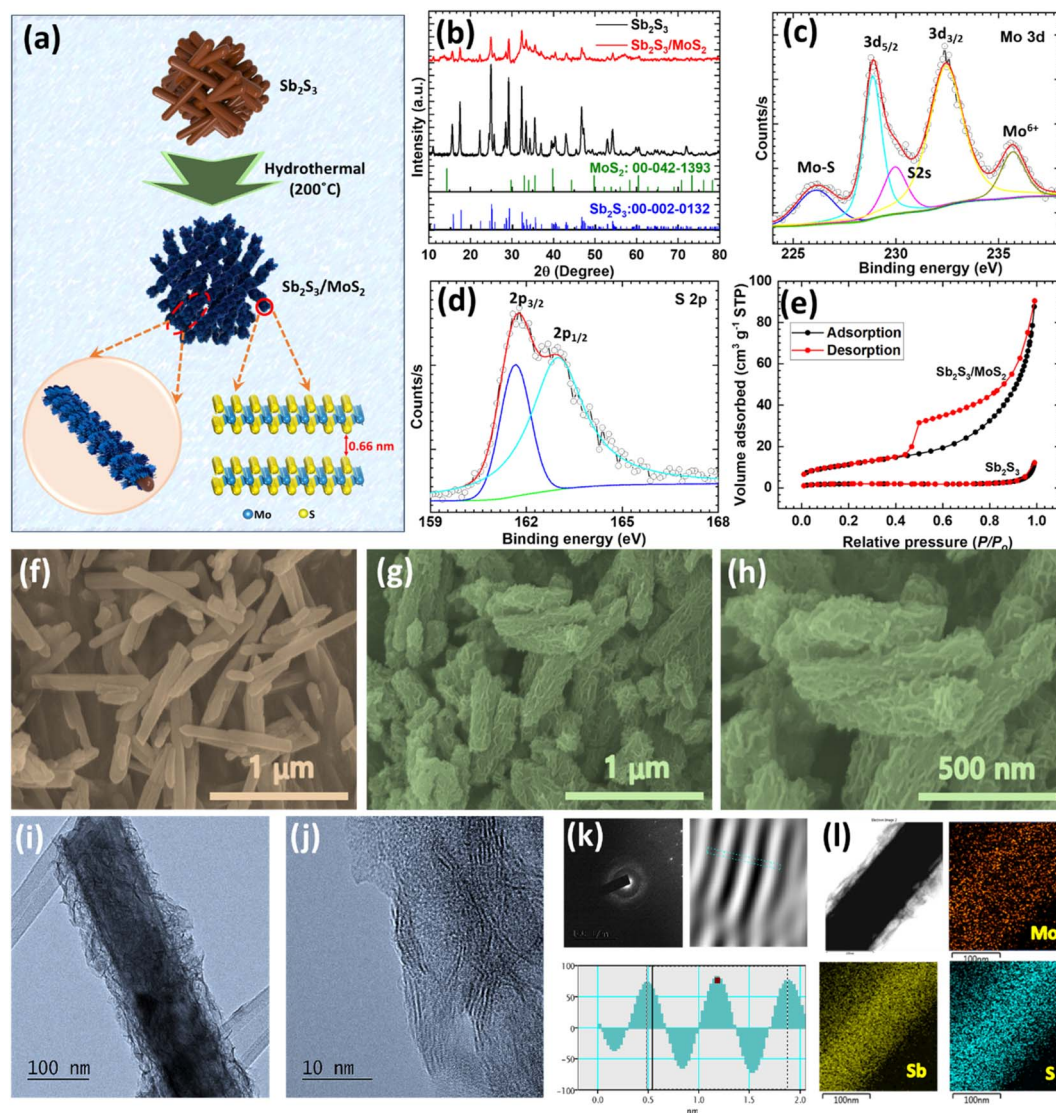 (a)
Sb₂S₃
Hydrothermal
(200°C)
Sb₂S₃/MoS₂
0.66 nm
Mo
S
(b)
Sb₂S₃
Sb₂S₃/MoS₂
MoS₂: 00-042-1393
Sb₂S₃:00-002-0132
Intensity (a.u.)
10 20 30 40 50 60 70 80
2θ (Degree)
(c)
3d₅/₂
3d₃/₂
Mo 3d
Mo-S
S2s
Mo⁶⁺
Counts/s
225 230 235
Binding energy (eV)
(d)
2p₃/₂
2p₁/₂
S 2p
Counts/s
159 162 165 168
Binding energy (eV)
(e)
Adsorption
Desorption
Sb₂S₃/MoS₂
Sb₂S₃
Volume adsorbed (cm³ g⁻¹ STP)
100
80
60
40
20
0
0.0 0.2 0.4 0.6 0.8 1.0
Relative pressure (P/Pₒ)
(f)
1 μm
(g)
1 μm
(h)
500 nm
(i)
100 nm
(j)
10 nm
(k)
100
50
0
-50
-100
0.0 0.5 1.0 1.5 2.0
nm
(l)
Mo
100nm
Sb
100nm
S
100nm